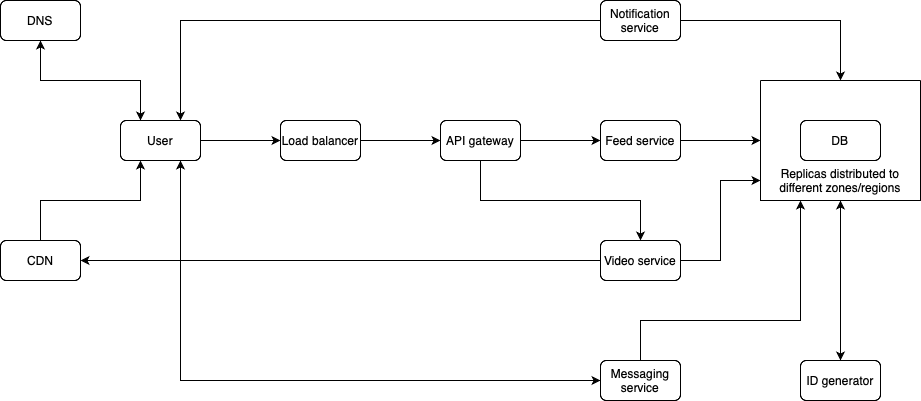 DNS
Notification
service
User
Load balancer
API gateway
Feed service
DB
Replicas distributed to
different zones/regions
CDN
Video service
Messaging
service
ID generator